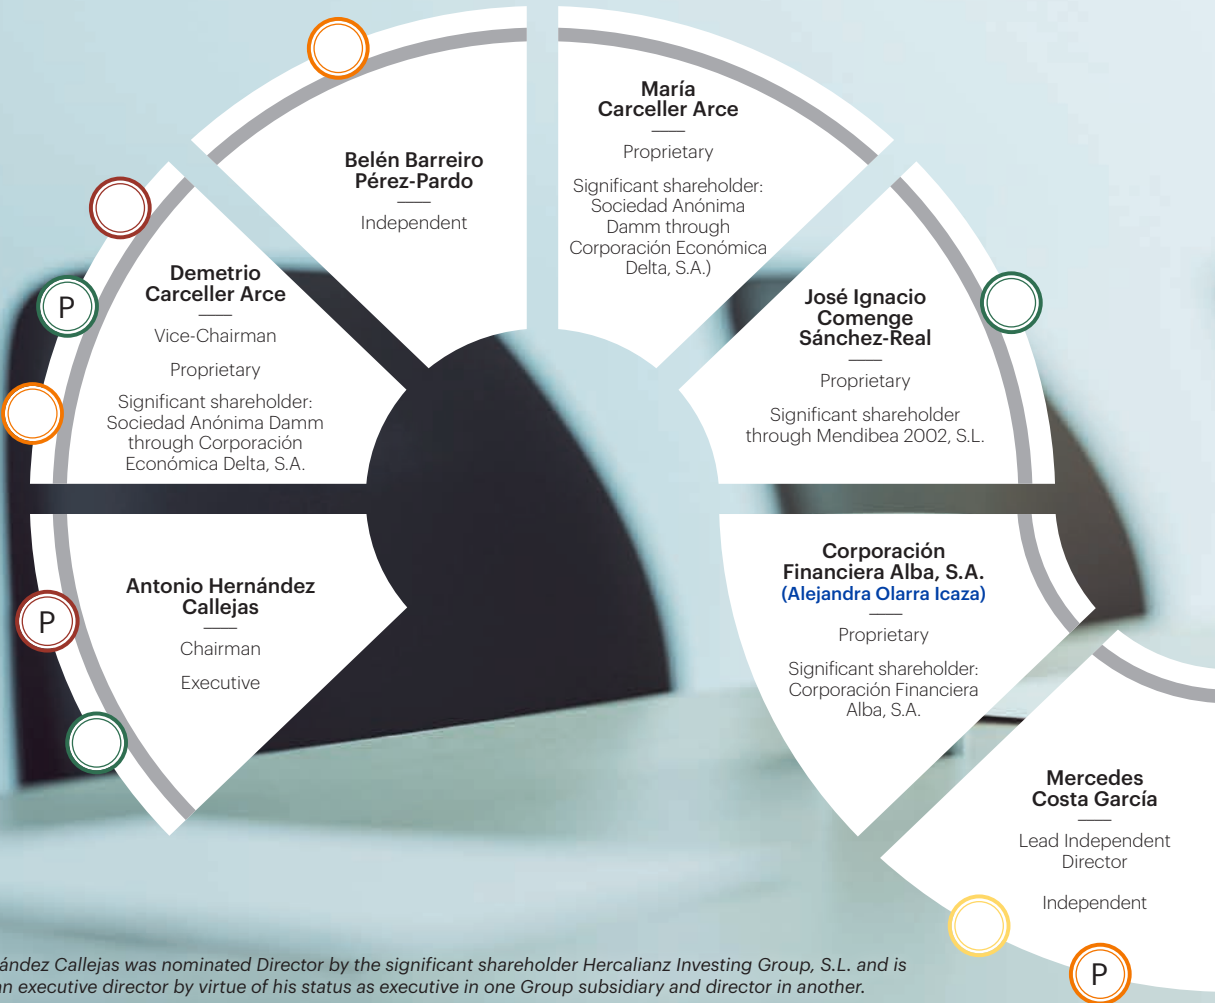 María
Carceller Arce
Proprietary
Significant shareholder:
Sociedad Anónima
Damm through
Corporación Económica
Delta, S.A.)
Belén Barreiro
Pérez-Pardo
Independent
Demetrio
Carceller Arce
Vice-Chairman
Proprietary
Significant shareholder:
Sociedad Anónima Damm
through Corporación
Económica Delta, S.A.
P
José Ignacio
Comenge
Sánchez-Real
Proprietary
Significant shareholder
through Mendibea 2002, S.L.
Antonio Hernández
Callejas
Chairman
Executive
P
Corporación
Financiera Alba, S.A.
(Alejandra Olarra Icaza)
Proprietary
Significant shareholder:
Corporación Financiera
Alba, S.A.
Mercedes
Costa García
Lead Independent
Director
Independent
P
Callejas was nominated Director by the significant shareholder Hercalianz Investing Group, S.L. and is
an executive director by virtue of his status as executive in one Group subsidiary and director in another.